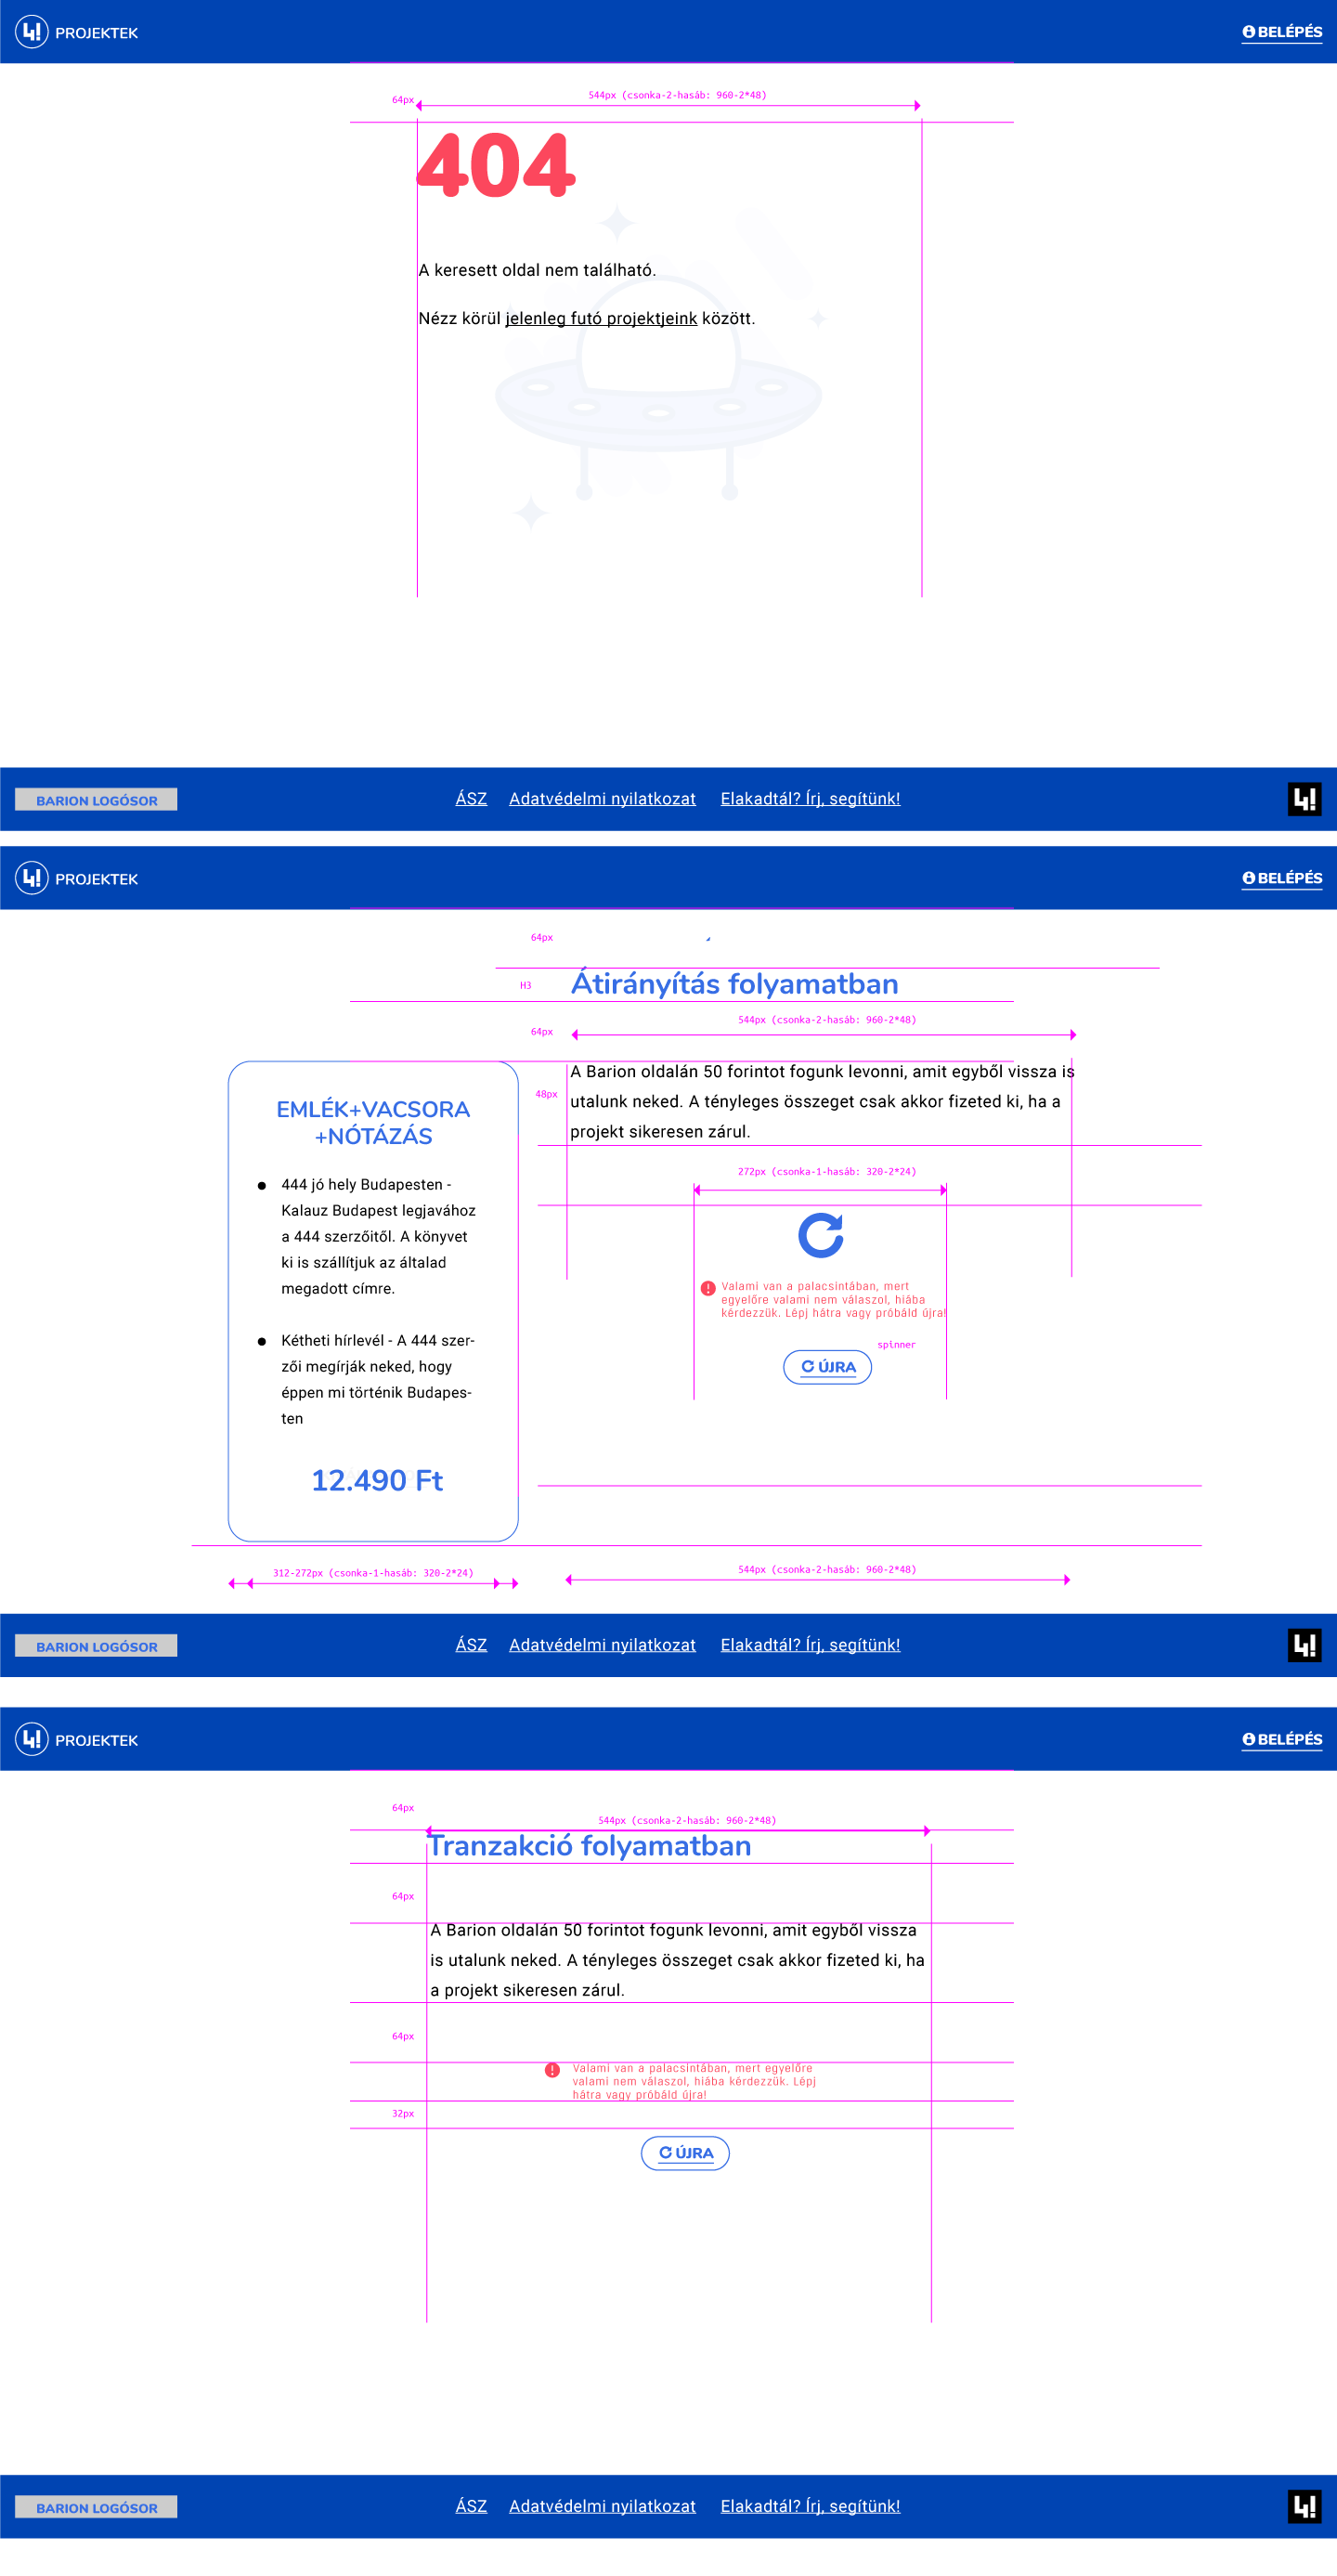 4! PROJEKTEK
BELÉPÉS
64px
544px (csonka-2-hasáb: 960-2*48)
404
A keresett oldal nem található.
Nézz körül jelenleg futó projektjeink között.
BARION LOGÓSOR
ÁSZ Adatvédelmi nyilatkozat Elakadtál? Írj, segítünk!
4!
4! PROJEKTEK
BELÉPÉS
64px
H3
Átirányítás folyamatban
544px (csonka-2-hasáb: 960-2*48)
64px
48px
A Barion oldalán 50 forintot fogunk levonni, amit egyből vissza is
utalunk neked. A tényleges összeget csak akkor fizeted ki, ha a
projekt sikeresen zárul.
EMLÉK+VACSORA
+NÓTÁZÁS
444 jó hely Budapesten -
Kalauz Budapest legjavához
a 444 szerzőitől. A könyvet
ki is szállítjuk az általad
megadott címre.
Kétheti hírlevél - A 444 szer-
zői megírják neked, hogy
éppen mi történik Budapes-
ten
12.490 Ft
272px (csonka-1-hasáb: 320-2*24)
Valami van a palacsintában, mert
egyelőre valami nem válaszol, hiába
kérdezzük. Lépj hátra vagy próbáld újra!
spinner
ÚJRA
312-272px (csonka-1-hasáb: 320-2*24)
544px (csonka-2-hasáb: 960-2*48)
BARION LOGÓSOR
ÁSZ Adatvédelmi nyilatkozat Elakadtál? Írj, segítünk!
4!
4! PROJEKTEK
BELÉPÉS
64px
544px (csonka-2-hasáb: 960-2*48)
Tranzakció folyamatban
64px
A Barion oldalán 50 forintot fogunk levonni, amit egyből vissza
is utalunk neked. A tényleges összeget csak akkor fizeted ki, ha
a projekt sikeresen zárul.
64px
Valami van a palacsintában, mert egyelőre
valami nem válaszol, hiába kérdezzük. Lépj
hátra vagy próbáld újra!
32px
ÚJRA
BARION LOGÓSOR
ÁSZ Adatvédelmi nyilatkozat Elakadtál? Írj, segítünk!
4!